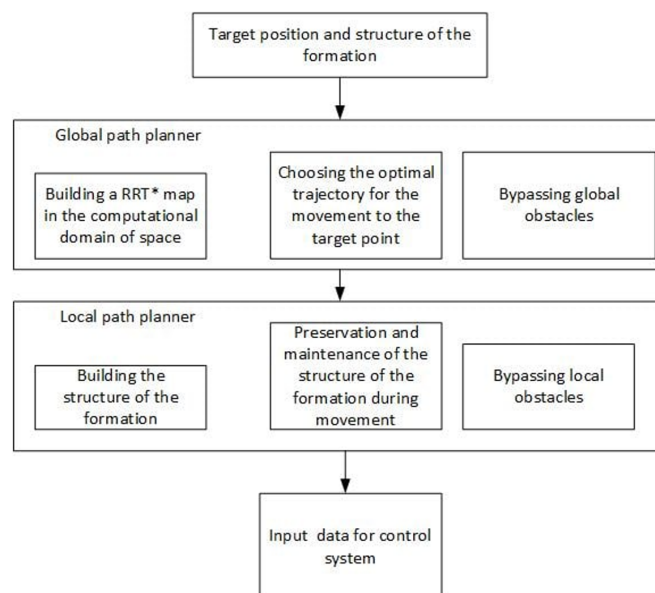 Target position and structure of the
formation
Global path planner
Building a RRT* map
in the computational
domain of space
Choosing the optimal
trajectory for the
movement to the
target point
Bypassing global
obstacles
Local path planner
Building the
structure of the
formation
Preservation and
maintenance of the
structure of the
formation during
movement
Bypassing local
obstacles
Input data for control
system